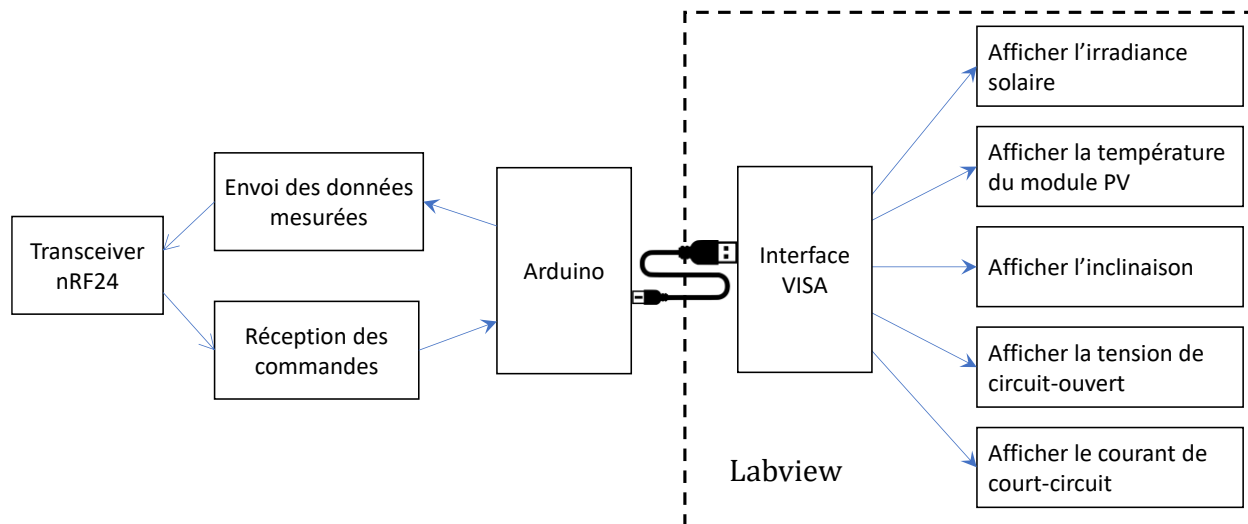 Transceiver
nRF24
Envoi des données
mesurées
Réception des
commandes
Arduino
Interface
VISA
Labview
Afficher l’irradiance
solaire
Afficher la température
du module PV
Afficher l’inclinaison
Afficher la tension de
circuit-ouvert
Afficher le courant de
court-circuit